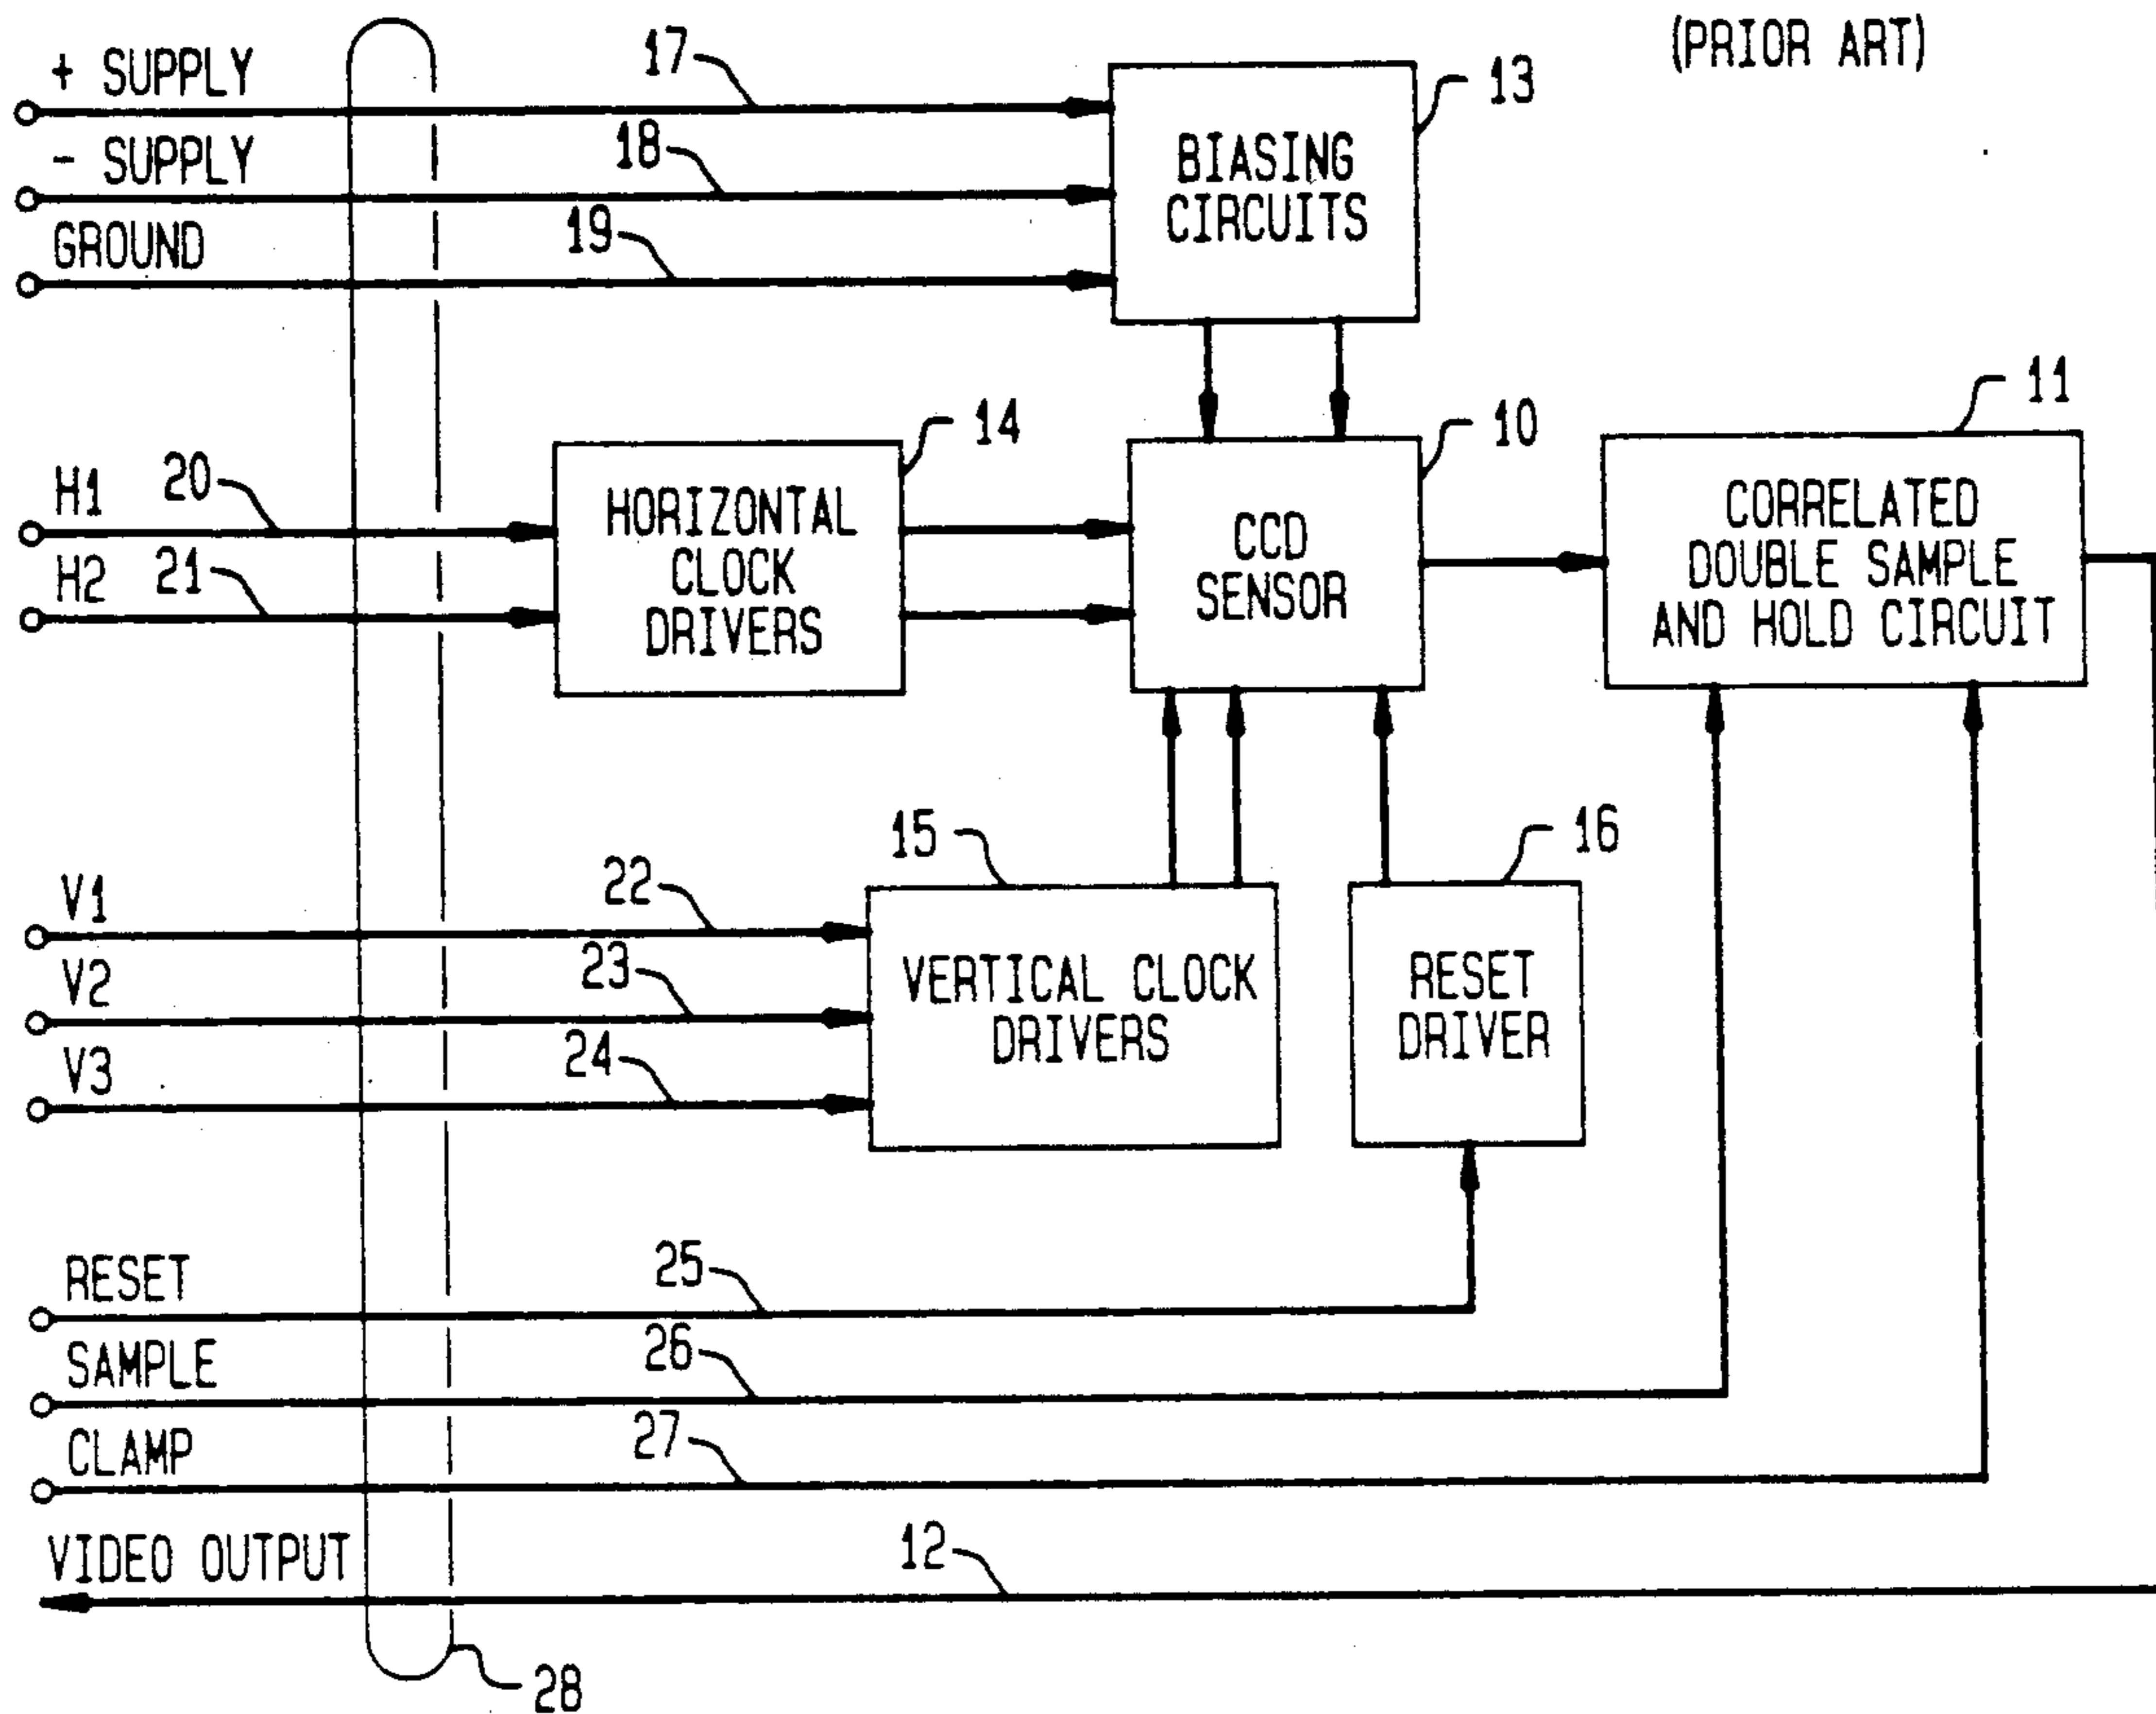 (PRIOR ART)
+ SUPPLY
17
13
- SUPPLY
18
BIASING
CIRCUITS
GROUND
19
11
14
10
H1
20
HORIZONTAL
CLOCK
DRIVERS
CCD
SENSOR
CORRELATED
DOUBLE SAMPLE
AND HOLD CIRCUIT
H2
21
15
16
V1
22
V2
23
VERTICAL CLOCK
DRIVERS
RESET
DRIVER
V3
24
RESET
25
SAMPLE
26
CLAMP
27
VIDEO OUTPUT
12
28